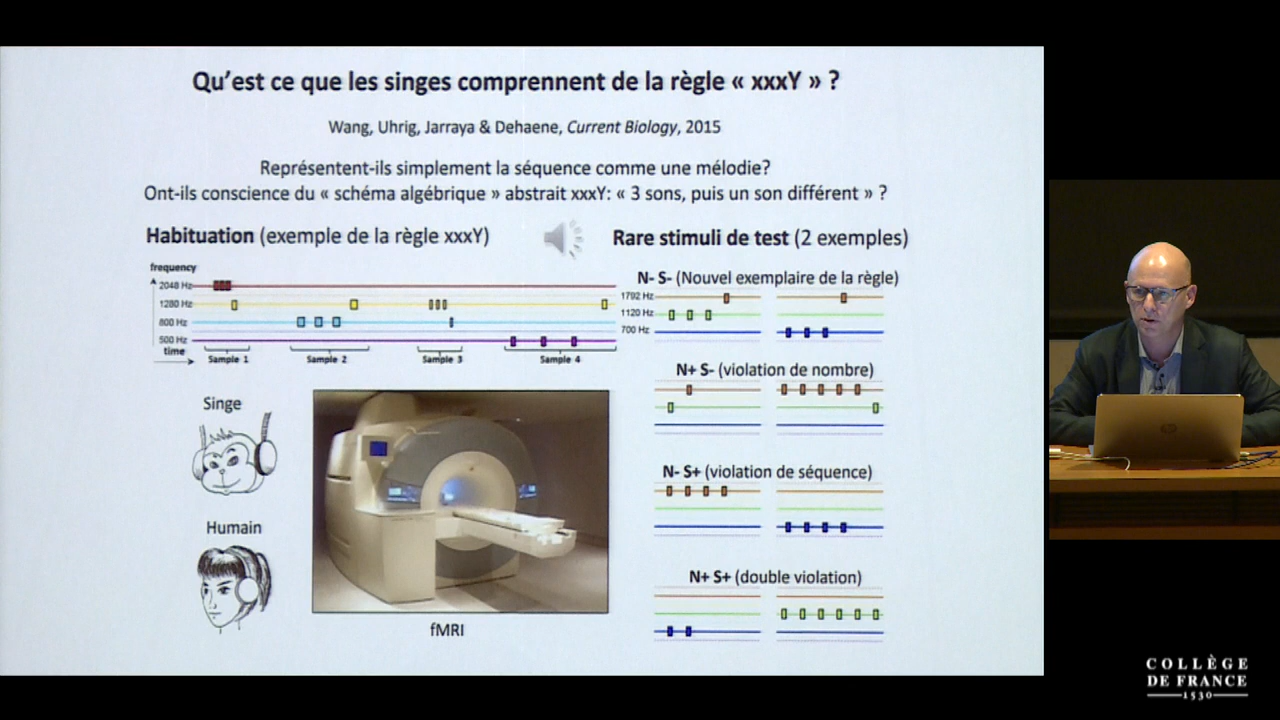 Qu'est ce que les singes comprennent de la règle « xxxY » ?
Wang, Uhrig, Jarraya & Dehaene, Current Biology, 2015
Représentent-ils simplement la séquence comme une mélodie?
Ont-ils conscience du « schéma algébrique » abstrait xxxY: « 3 sons, puis un son différent » ?
Habituation (exemple de la règle xxxY)
frequency
2048 Hz
1280 Hz
800 Hz
500 Hz
time
Sample 1
Sample 2
Sample 3
Sample 4
Singe
Humain
fMRI
Rare stimuli de test (2 exemples)
N- S- (Nouvel exemplaire de la règle)
1792 Hz
1120 Hz
700 Hz
N+ S- (violation de nombre)
N- S+ (violation de séquence)
N+ S+ (double violation)
hp
COLLÈGE
DE FRANCE
1530